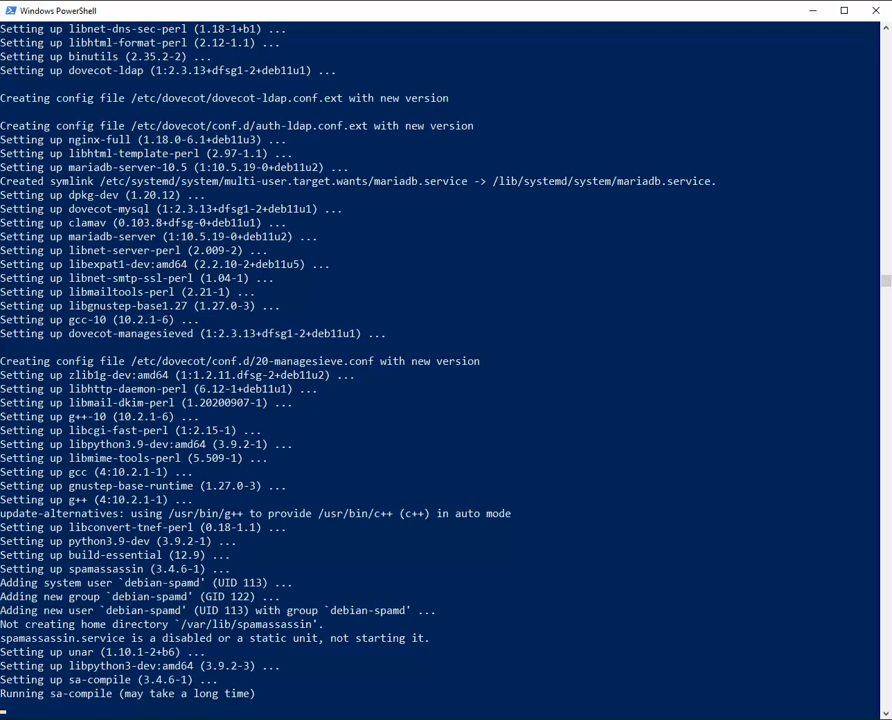 Windows PowerShell
Setting up libnet-dns-sec-perl (1.18-1+b1) ...
Setting up libhtml-format-perl (2.12-1.1) ...
Setting up binutils (2.35.2-2) ...
Setting up dovecot-ldap (1:2.3.13+dfsg1-2+deb11u1) ...
Creating config file /etc/dovecot/dovecot-ldap.conf.ext with new version
Creating config file /etc/dovecot/conf.d/auth-ldap.conf.ext with new version
Setting up nginx-full (1.18.0-6.1+deb11u3) ...
Setting up libhtml-template-perl (2.97-1.1) ...
Setting up mariadb-server-10.5 (1:10.5.19-0+deb11u2) ...
Created symlink /etc/systemd/system/multi-user.target.wants/mariadb.service -> /lib/systemd/system/mariadb.service.
Setting up dpkg-dev (1.20.12) ...
Setting up dovecot-mysql (1:2.3.13+dfsg1-2+deb11u1) ...
Setting up clamav (0.103.8+dfsg-0+deb11u1) ...
Setting up mariadb-server (1:10.5.19-0+deb11u2) ...
Setting up libnet-server-perl (2.009-2) ...
Setting up libexpat1-dev:amd64 (2.2.10-2+deb11u5) ...
Setting up libnet-smtp-ssl-perl (1.04-1) ...
Setting up libmailtools-perl (2.21-1) ...
Setting up libgnustep-base1.27 (1.27.0-3) ...
Setting up gcc-10 (10.2.1-6) ...
Setting up dovecot-managesieved (1:2.3.13+dfsg1-2+deb11u1) ...
Creating config file /etc/dovecot/conf.d/20-managesieve.conf with new version
Setting up zlib1g-dev:amd64 (1:1.2.11.dfsg-2+deb11u2) ...
Setting up libhttp-daemon-perl (6.12-1+deb11u1) ...
Setting up libmail-dkim-perl (1.20200907-1) ...
Setting up g++-10 (10.2.1-6) ...
Setting up libcgi-fast-perl (1:2.15-1) ...
Setting up libpython3.9-dev:amd64 (3.9.2-1) ...
Setting up libmime-tools-perl (5.509-1) ...
Setting up gcc (4:10.2.1-1) ...
Setting up gnustep-base-runtime (1.27.0-3) ...
Setting up g++ (4:10.2.1-1) ...
update-alternatives: using /usr/bin/g++ to provide /usr/bin/c++ (c++) in auto mode
Setting up libconvert-tnef-perl (0.18-1.1) ...
Setting up python3.9-dev (3.9.2-1) ...
Setting up build-essential (12.9) ...
Setting up spamassassin (3.4.6-1) ...
Adding system user `debian-spamd' (UID 113) ...
Adding new group `debian-spamd' (GID 122) ...
Adding new user `debian-spamd' (UID 113) with group `debian-spamd' ...
Not creating home directory `/var/lib/spamassassin'.
spamassassin.service is a disabled or a static unit, not starting it.
Setting up unar (1.10.1-2+b6) ...
Setting up libpython3-dev:amd64 (3.9.2-3) ...
Setting up sa-compile (3.4.6-1) ...
Running sa-compile (may take a long time)